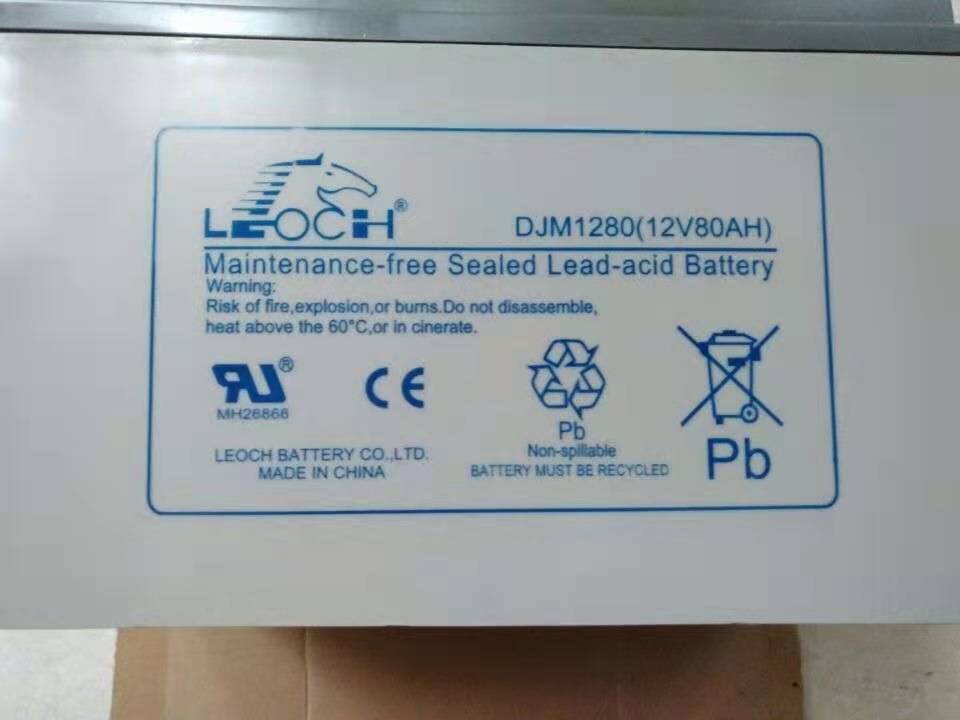 LEOCH®
DJM1280(12V80AH)
Maintenance-free Sealed Lead-acid Battery
Warning:
Risk of fire,explosion,or burns.Do not disassemble,
heat above the 60°C,or in cinerate.
RU®
MH26866
CE
LEOCH BATTERY CO.,LTD.
MADE IN CHINA
Pb
Non-spillable
BATTERY MUST BE RECYCLED
Pb